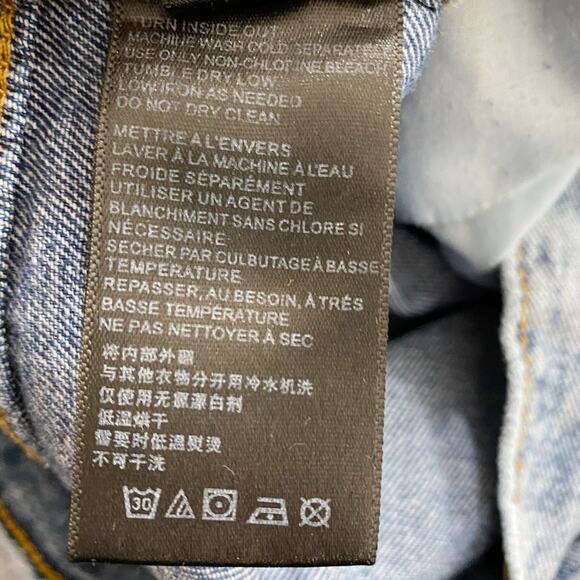 TURN INSIDE OUT
MACHINE WASH COLD SEPARATELY
USE ONLY NON-CHLORINE BLEACH
TUMBLE DRY LOW
LOW IRON AS NEEDED
DO NOT DRY CLEAN
METTRE À L'ENVERS
LAVER À LA MACHINE À L'EAU
FROIDE SÉPARÉMENT
UTILISER UN AGENT DE
BLANCHIMENT SANS CHLORE SI
NÉCESSAIRE
SECHER PAR CULBUTAGE À BASSE
TEMPÉRATURE
REPASSER, AU BESOIN, À TRÈS
BASSE TEMPÉRATURE
NE PAS NETTOYER À SEC
将内部外翻
与其他衣物分开用冷水机洗
仅使用无氯漂白剂
低温烘干
需要时低温熨烫
不可干洗
30